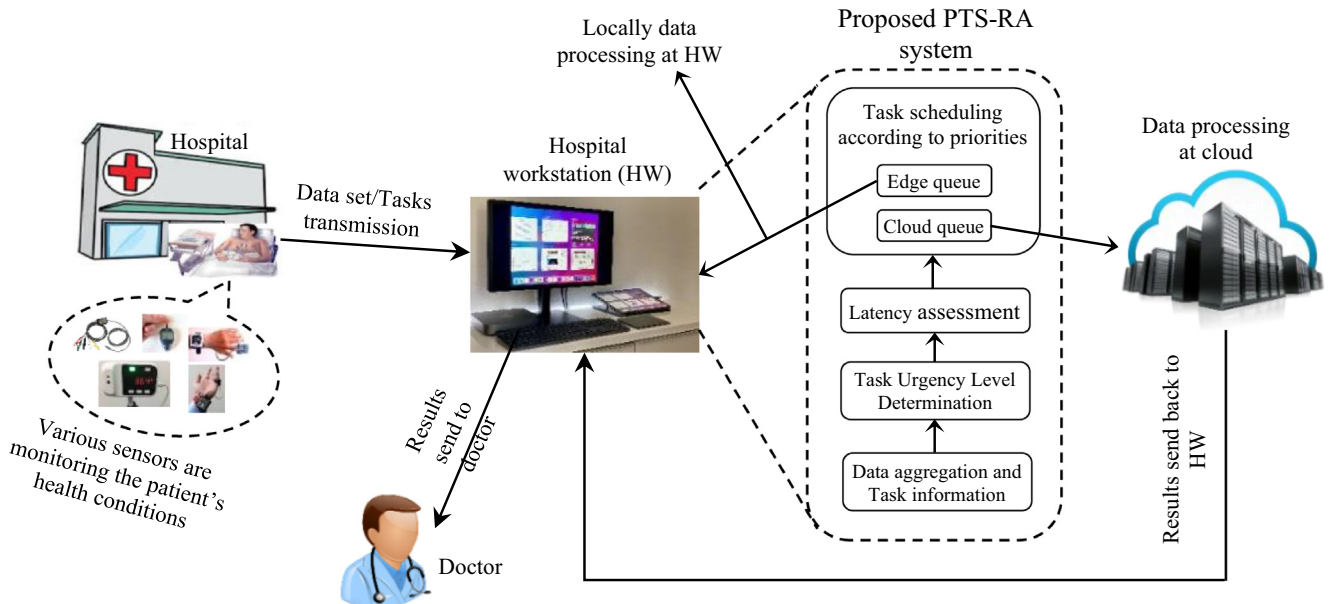 Proposed PTS-RA
system
Locally data
processing at HW
Task scheduling
according to priorities
Edge queue
Cloud queue
Latency assessment
Task Urgency Level
Determination
Data aggregation and
Task information
Hospital
Data set/Tasks
transmission
Hospital
workstation (HW)
Data processing
at cloud
Various sensors are
monitoring the patient’s
health conditions
Results
send to
doctor
Doctor
Results send back to
HW